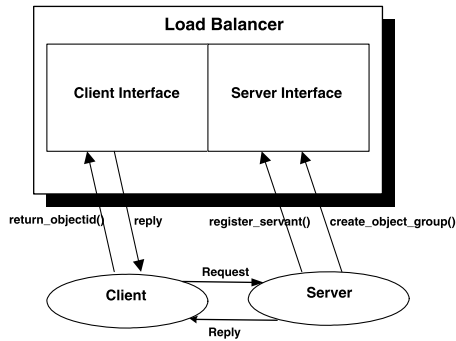 Load Balancer
Client Interface
Server Interface
return_objectid()
reply
register_servant()
create_object_group()
Request
Client
Server
Reply